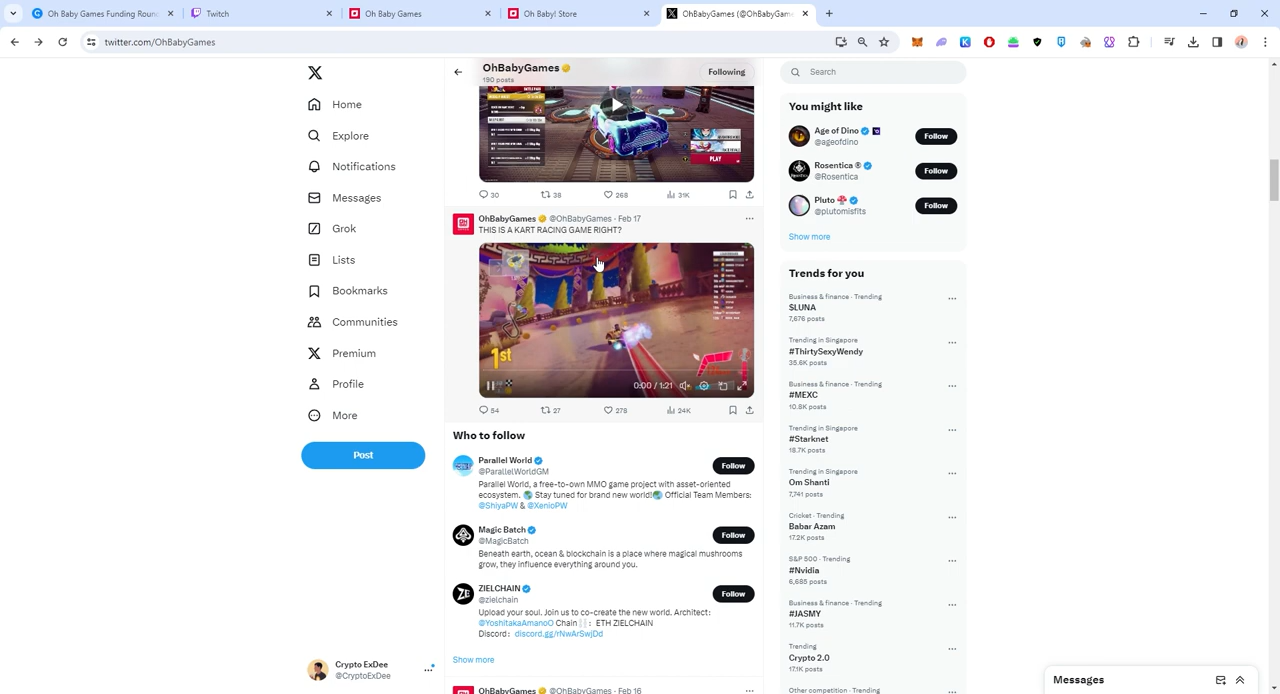 Oh Baby Games Funding Roun
Twitch
Oh Baby Games
Oh Baby! Store
OhBabyGames (@OhBabyGam
twitter.com/OhBabyGames
Home
Explore
Notifications
Messages
Grok
Lists
Bookmarks
Communities
Premium
Profile
More
Post
Crypto ExDee
@CryptoExDee
OhBabyGames
190 posts
Following
PLAY
30 38 268 31K
OhBabyGames @OhBabyGames · Feb 17
THIS IS A KART RACING GAME RIGHT?
1st
0:00 / 1:21
54 27 278 24K
Who to follow
Parallel World
@ParallelWorldGM
Follow
Parallel World, a free-to-own MMO game project with asset-oriented
ecosystem. 🌏 Stay tuned for brand new world!🌏 Official Team Members:
@ShiyaPW & @XenioPW
Magic Batch
@MagicBatch
Follow
Beneath earth, ocean & blockchain is a place where magical mushrooms
grow, they influence everything around you.
ZIELCHAIN
@zielchain
Follow
Upload your soul. Join us to co-create the new world. Architect:
@YoshitakaAmanoO Chain⛓: ETH ZIELCHAIN
Discord: discord.gg/rNwArSwjDd
Show more
OhBabyGames @OhBabyGames · Feb 16
Search
You might like
Age of Dino
@ageofdino
Follow
Rosentica ®
@Rosentica
Follow
Pluto 🍄
@plutomisfits
Follow
Show more
Trends for you
Business & finance · Trending
$LUNA
7,676 posts
Trending in Singapore
#ThirtySexyWendy
35.6K posts
Business & finance · Trending
#MEXC
10.8K posts
Trending in Singapore
#Starknet
18.7K posts
Trending in Singapore
Om Shanti
7,741 posts
Cricket · Trending
Babar Azam
17.2K posts
S&P 500 · Trending
#Nvidia
6,685 posts
Business & finance · Trending
#JASMY
11.7K posts
Trending
Crypto 2.0
17.1K posts
Other competition · Trending
Messages